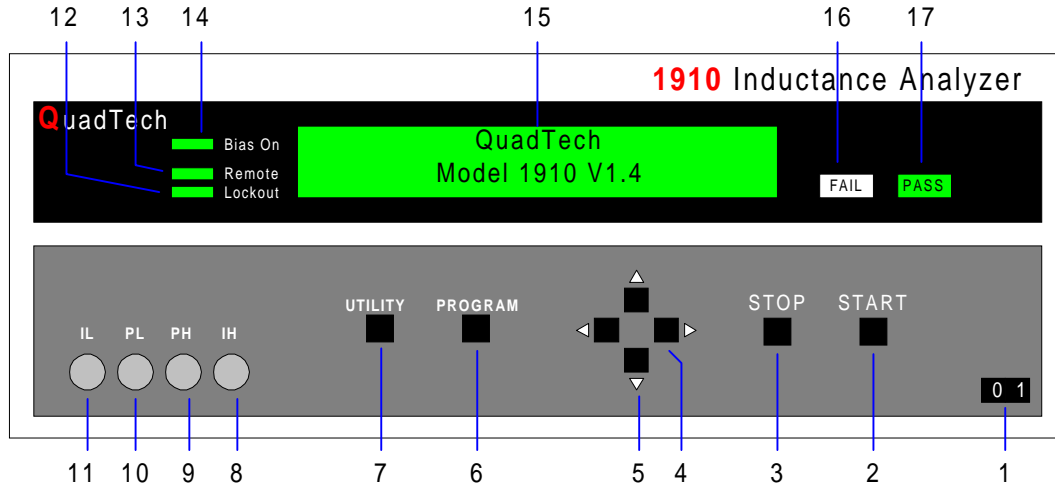 12 13 14 15 16 17
1910 Inductance Analyzer
QuadTech
Bias On
Remote
Lockout
QuadTech
Model 1910 V1.4
FAIL PASS
UTILITY PROGRAM
STOP START
IL PL PH IH
0 1
11 10 9 8 7 6 5 4 3 2 1